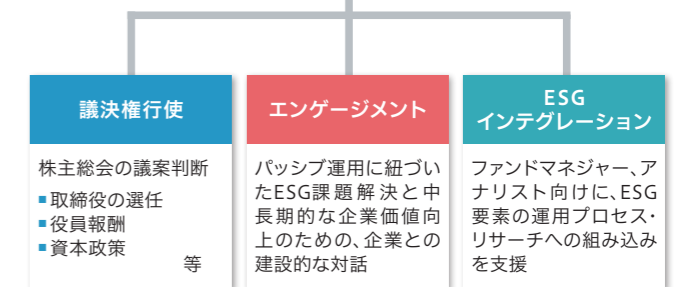 議決権行使
株主総会の議案判断
■取締役の選任
■役員報酬
■資本政策
等
エンゲージメント
パッシブ運用に紐づい
たESG課題解決と中
長期的な企業価値向
上のための、企業との
建設的な対話
ESG
インテグレーション
ファンドマネジャー、ア
ナリスト向けに、ESG
要素の運用プロセス・
リサーチへの組み込み
を支援